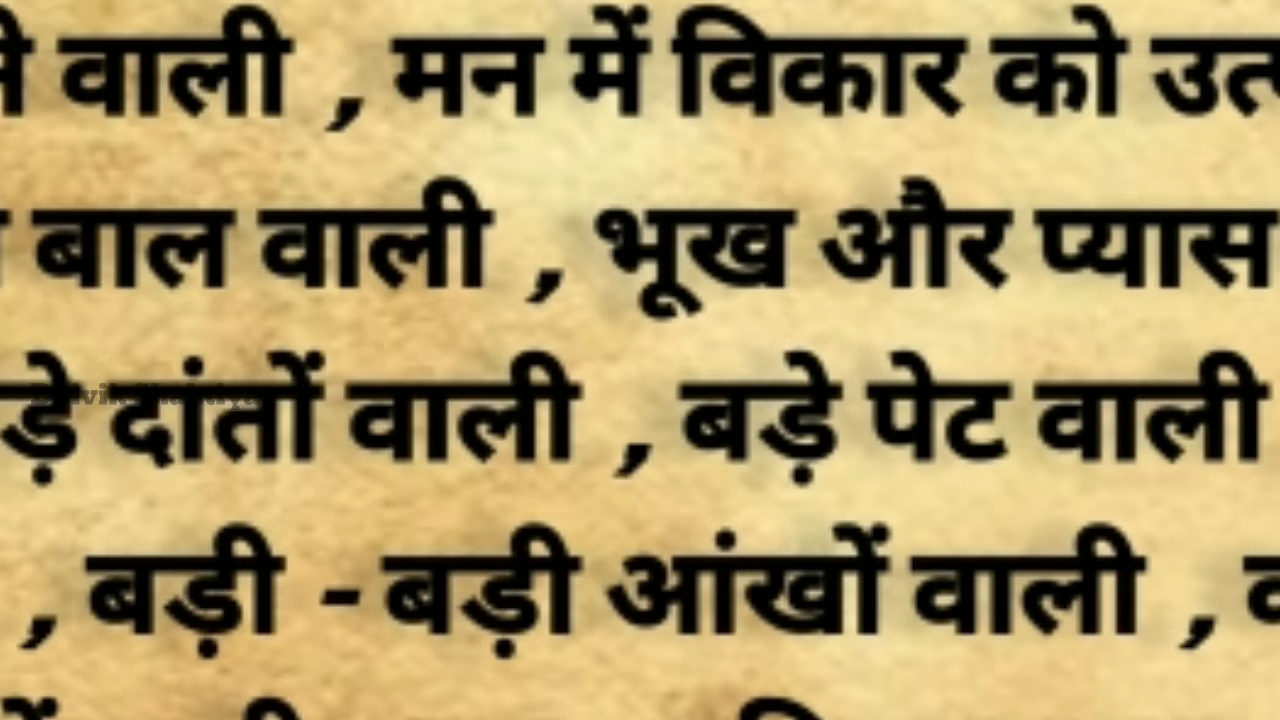 वाली , मन में विकार को
बाल वाली , भूख और प्यास
दांतों वाली , बड़े पेट वाली
, बड़ी - बड़ी आंखों वाली ,